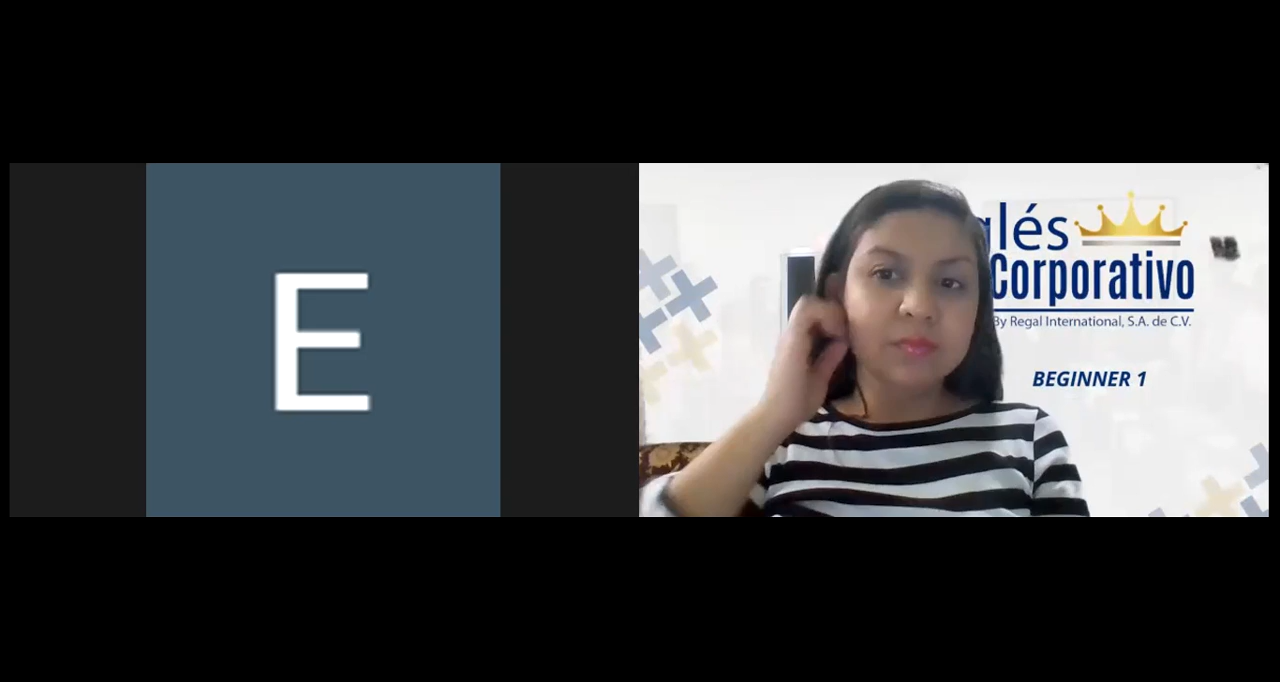 E
glés
Corporativo
By Regal International, S.A. de C.V.
BEGINNER 1